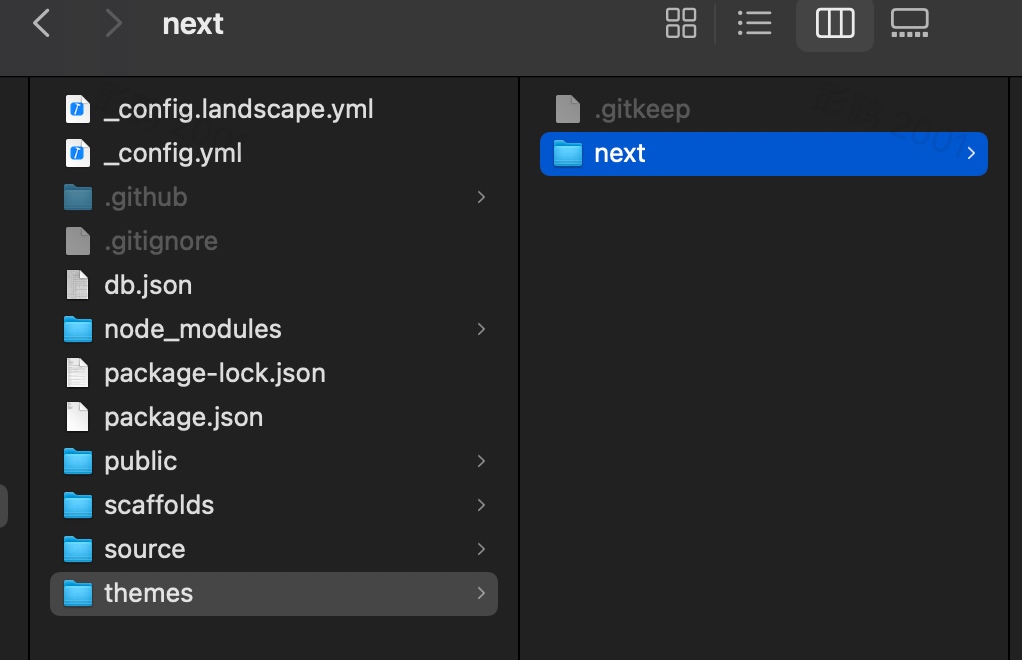 next
_config.landscape.yml
_config.yml
.github
.gitignore
db.json
node_modules
package-lock.json
package.json
public
scaffolds
source
themes
.gitkeep
next